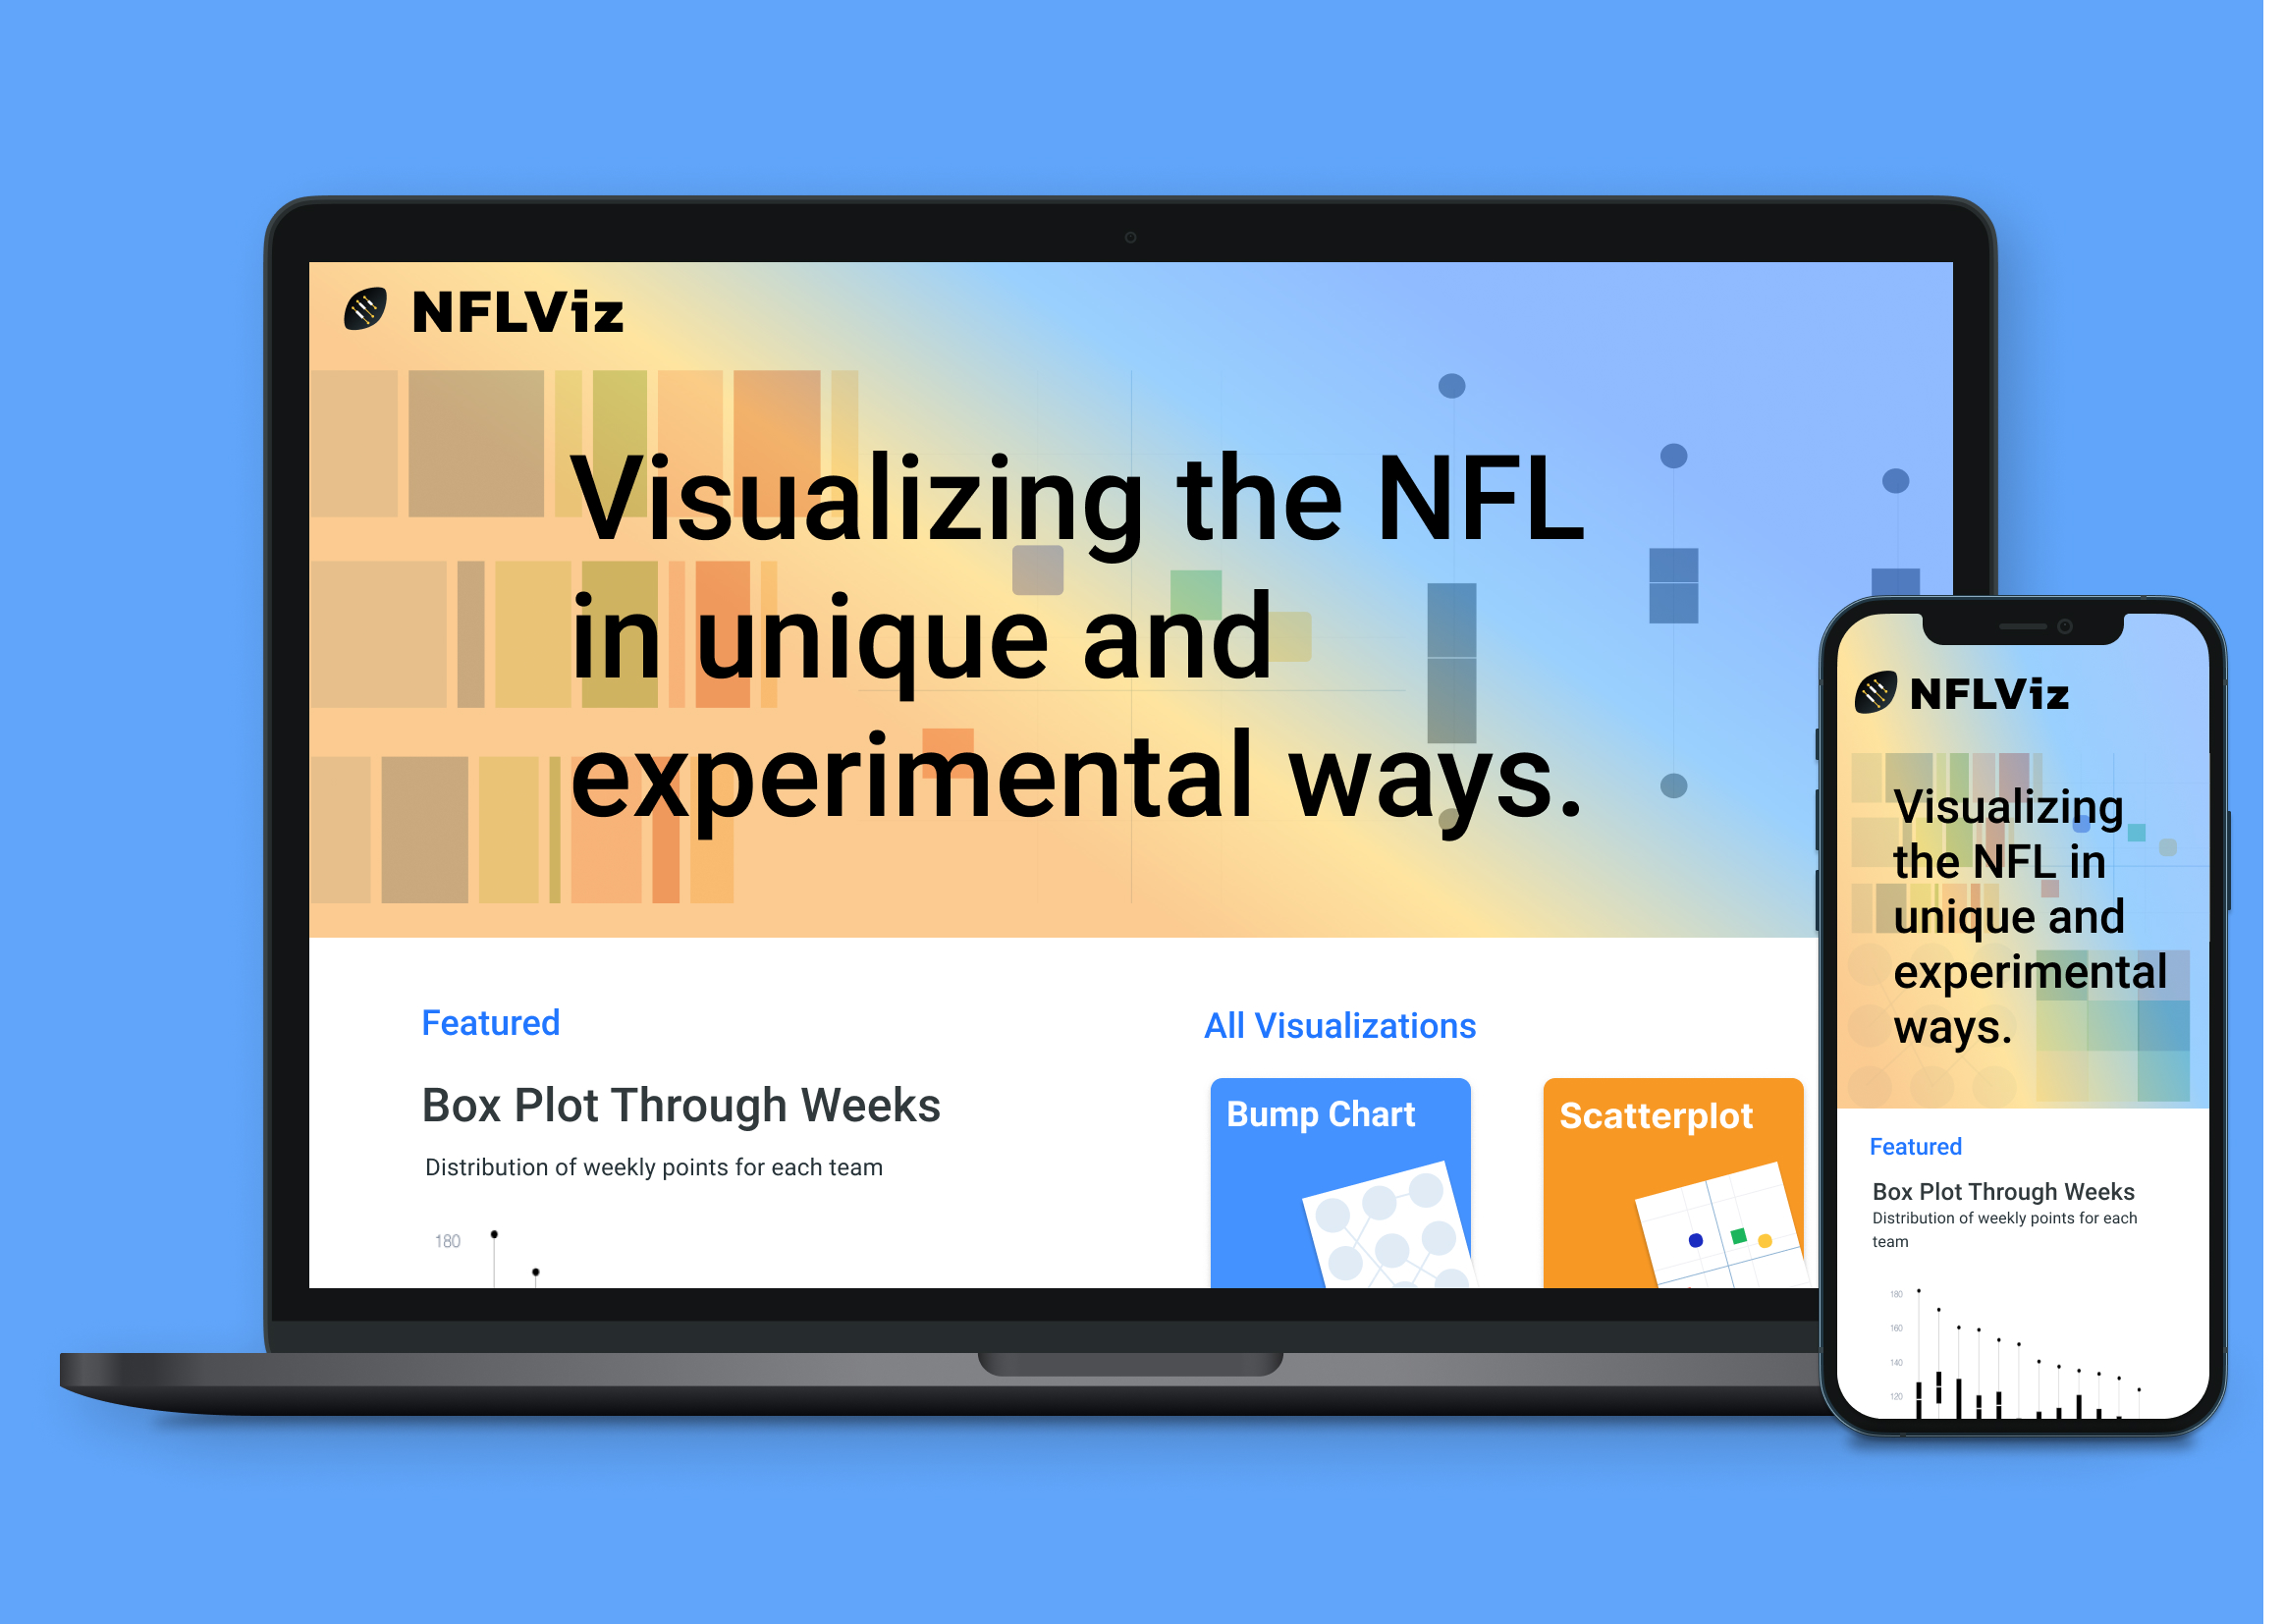 NFLViz
Visualizing the NFL
in unique and
experimental ways.
Featured
Box Plot Through Weeks
Distribution of weekly points for each team
180
All Visualizations
Bump Chart
Scatterplot
NFLViz
Visualizing
the NFL in
unique and
experimental
ways.
Featured
Box Plot Through Weeks
Distribution of weekly points for each
team
180
160
140
120